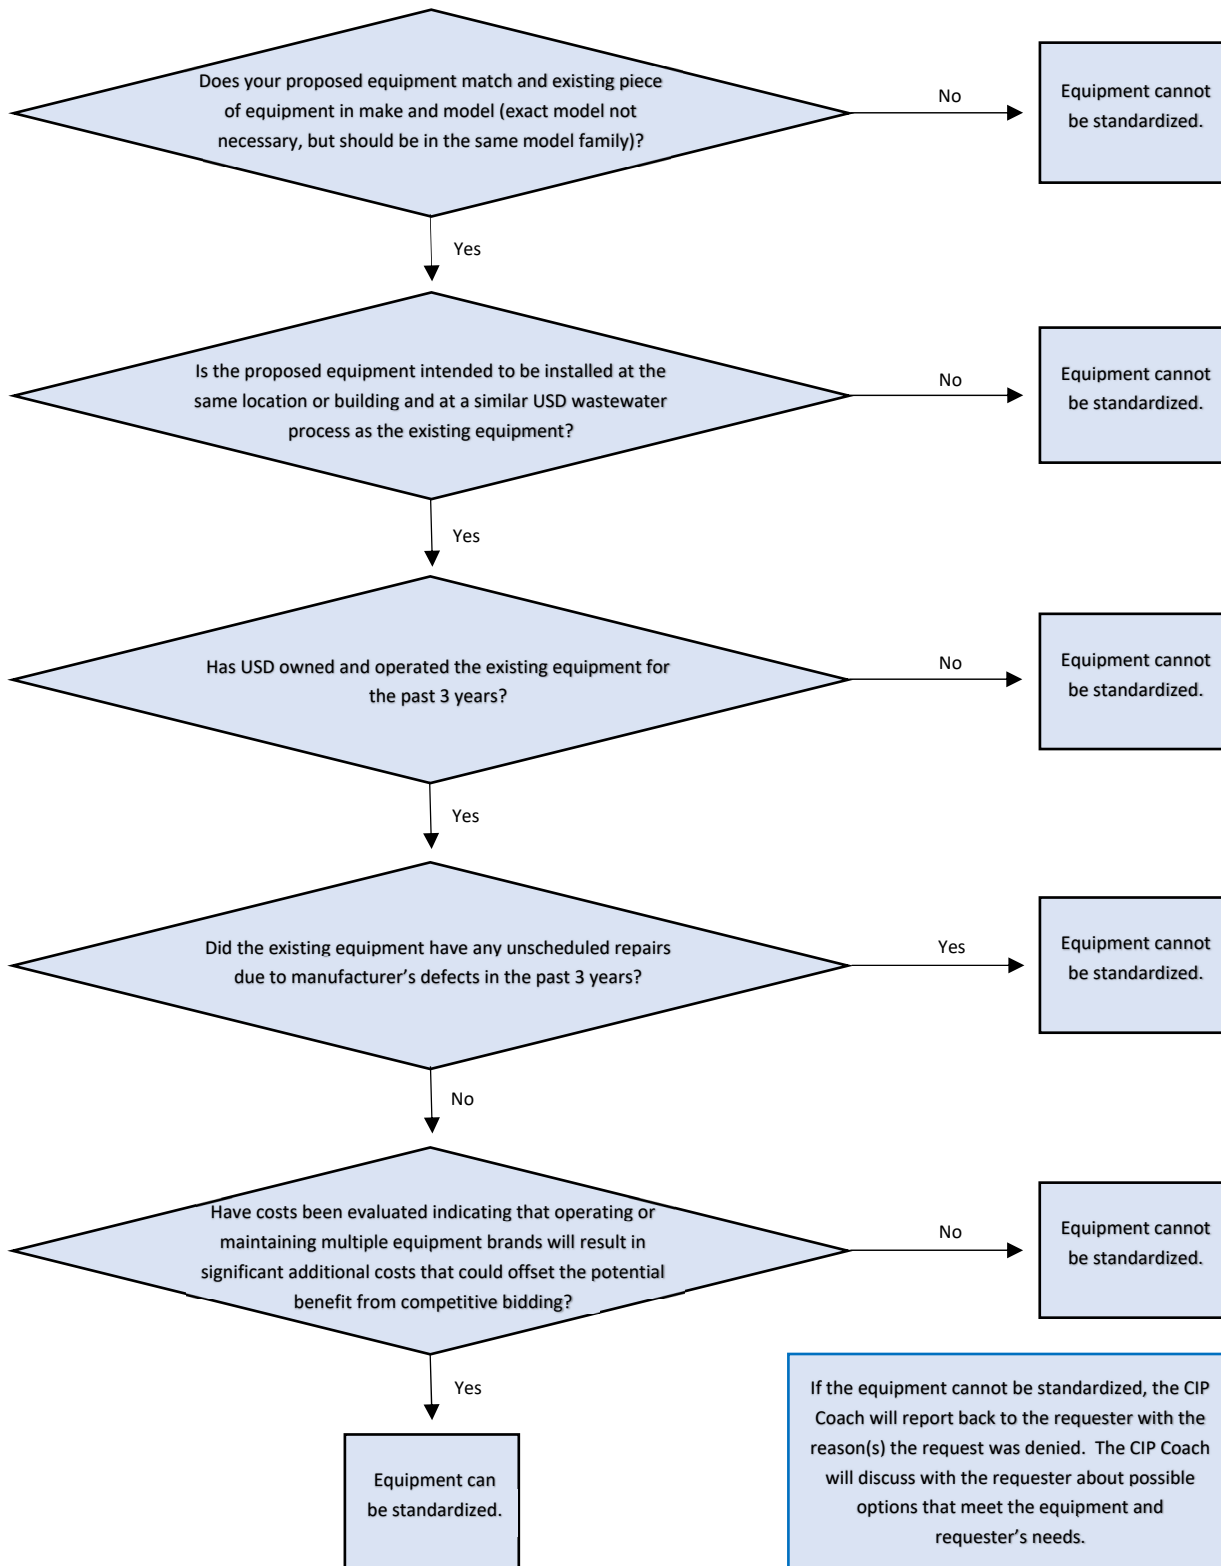 Does your proposed equipment match and existing piece
of equipment in make and model (exact model not
necessary, but should be in the same model family)?
No
Equipment cannot
be standardized.
Yes
Is the proposed equipment intended to be installed at the
same location or building and at a similar USD wastewater
process as the existing equipment?
No
Equipment cannot
be standardized.
Yes
Has USD owned and operated the existing equipment for
the past 3 years?
No
Equipment cannot
be standardized.
Yes
Did the existing equipment have any unscheduled repairs
due to manufacturer’s defects in the past 3 years?
Yes
Equipment cannot
be standardized.
No
Have costs been evaluated indicating that operating or
maintaining multiple equipment brands will result in
significant additional costs that could offset the potential
benefit from competitive bidding?
No
Equipment cannot
be standardized.
Yes
Equipment can
be standardized.
If the equipment cannot be standardized, the CIP
Coach will report back to the requester with the
reason(s) the request was denied.  The CIP Coach
will discuss with the requester about possible
options that meet the equipment and
requester’s needs.